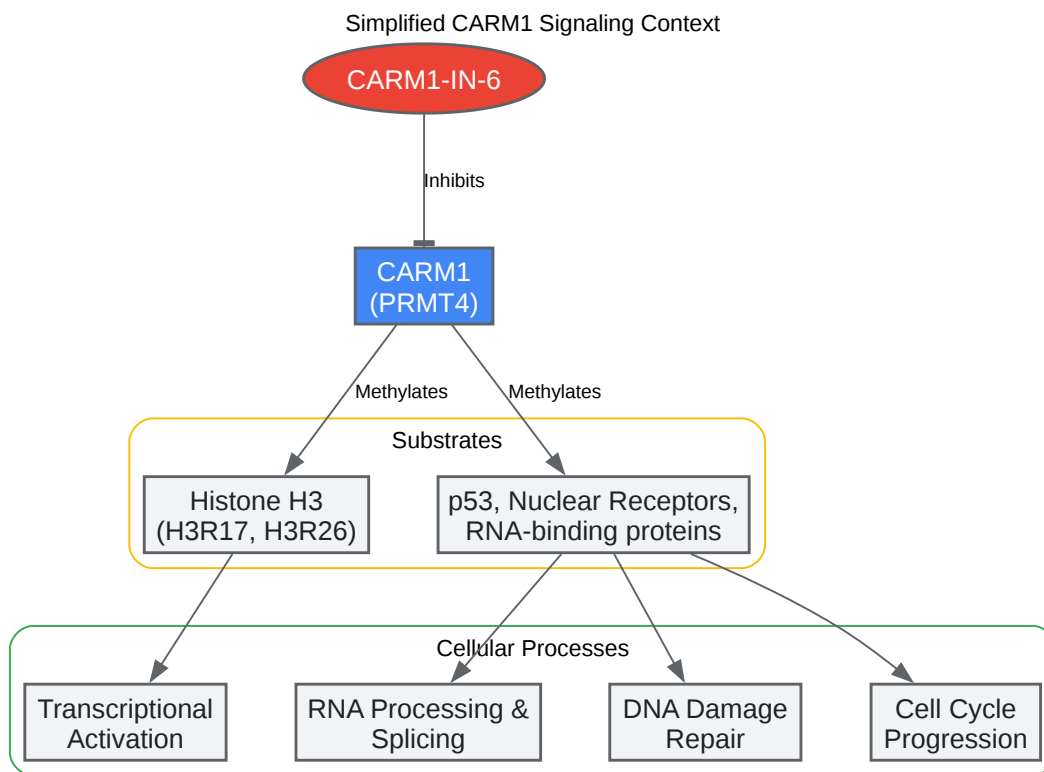 Simplified CARM1 Signaling Context
CARM1-IN-6
Inhibits
CARM1
(PRMT4)
Methylates
Methylates
Substrates
Histone H3
(H3R17, H3R26)
p53, Nuclear Receptors,
RNA-binding proteins
Cellular Processes
Transcriptional
Activation
RNA Processing &
Splicing
DNA Damage
Repair
Cell Cycle
Progression